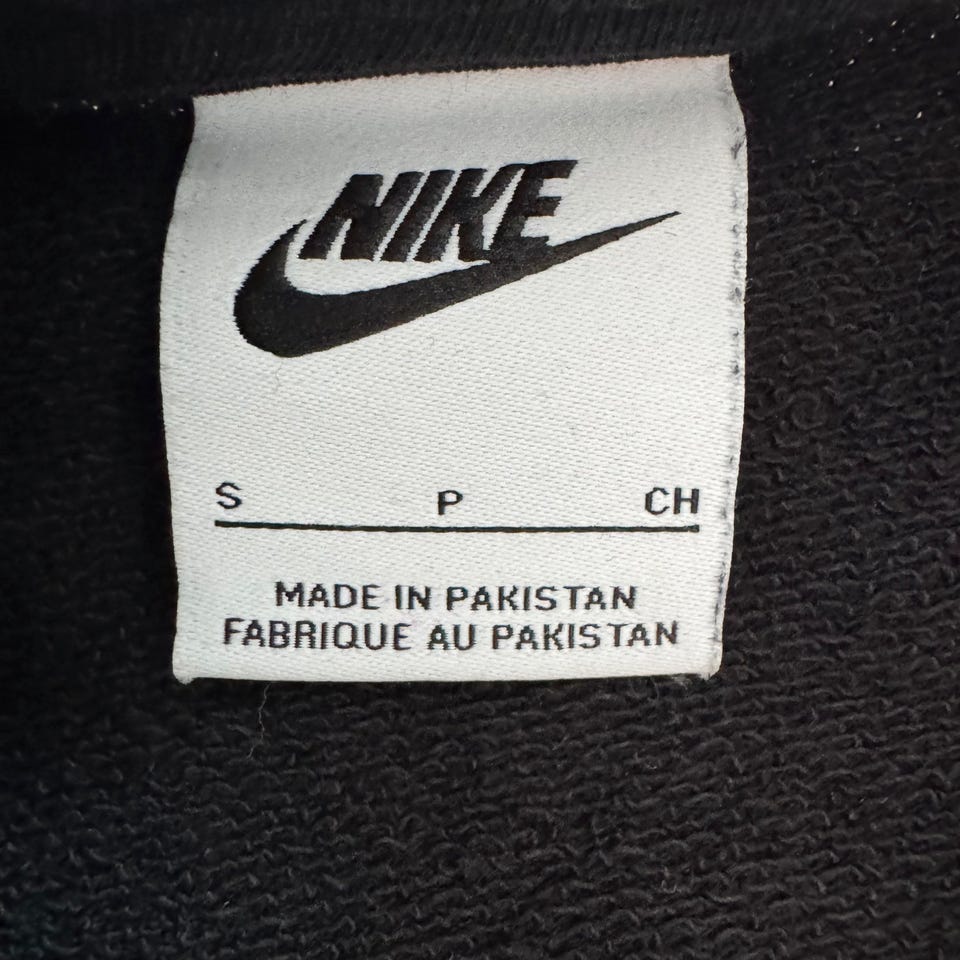 NIKE
S P CH
MADE IN PAKISTAN
FABRIQUE AU PAKISTAN